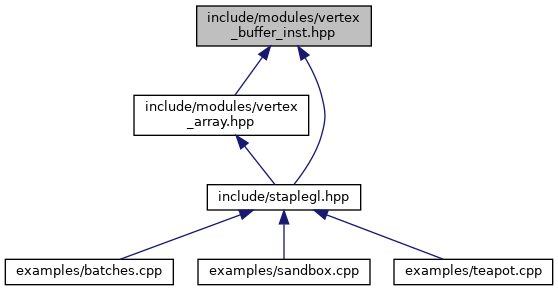 include/modules/vertex
_buffer_inst.hpp
include/modules/vertex
_array.hpp
include/staplegl.hpp
examples/batches.cpp
examples/sandbox.cpp
examples/teapot.cpp